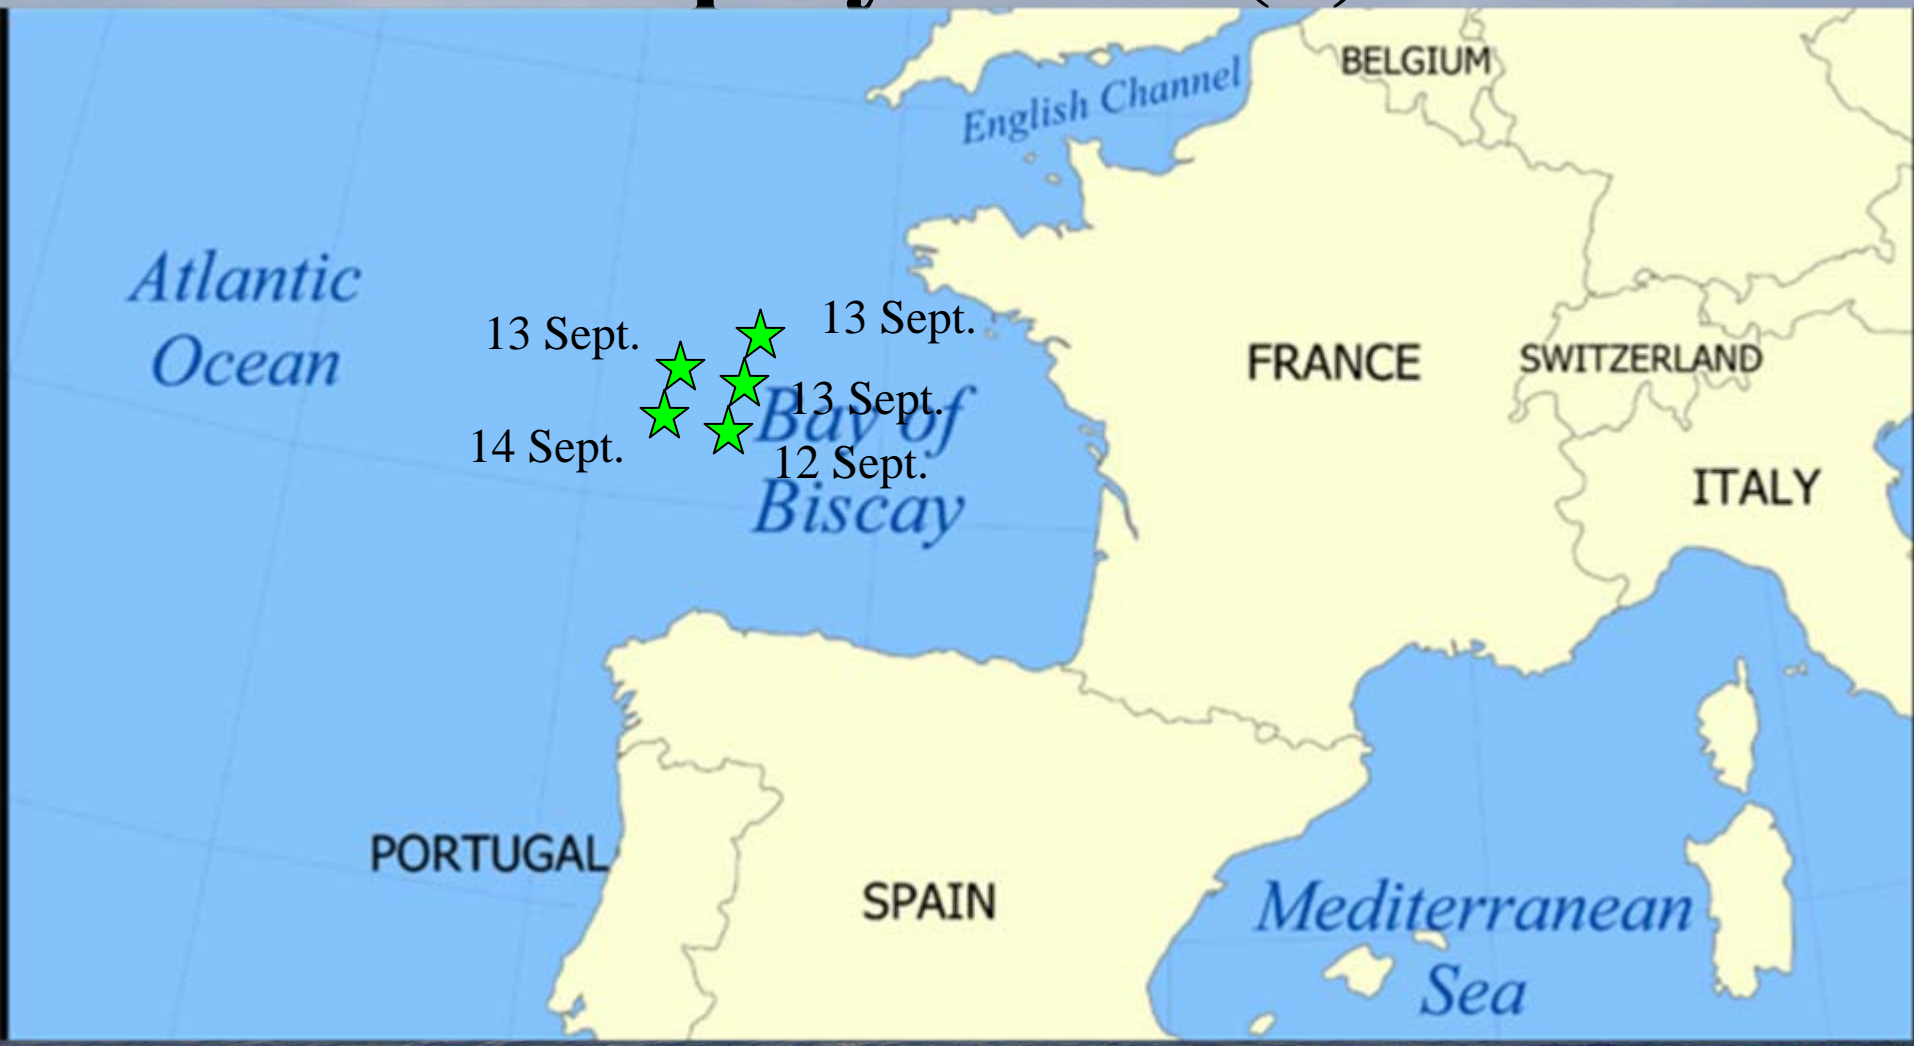 BELGIUM
English Channel
Atlantic
Ocean
13 Sept.
13 Sept.
FRANCE
SWITZERLAND
13 Sept.
Bay of
14 Sept.
12 Sept.
Biscay
ITALY
PORTUGAL
SPAIN
Mediterranean
Sea